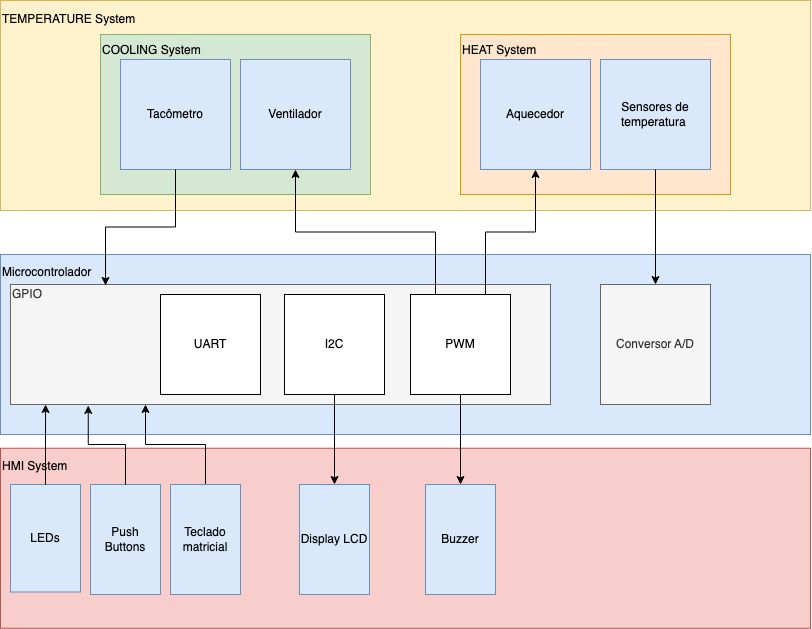 TEMPERATURE System
COOLING System
HEAT System
Tacômetro
Ventilador
Aquecedor
Sensores de
temperatura
Microcontrolador
GPIO
UART
I2C
PWM
Conversor A/D
HMI System
LEDs
Push
Buttons
Teclado
matricial
Display LCD
Buzzer